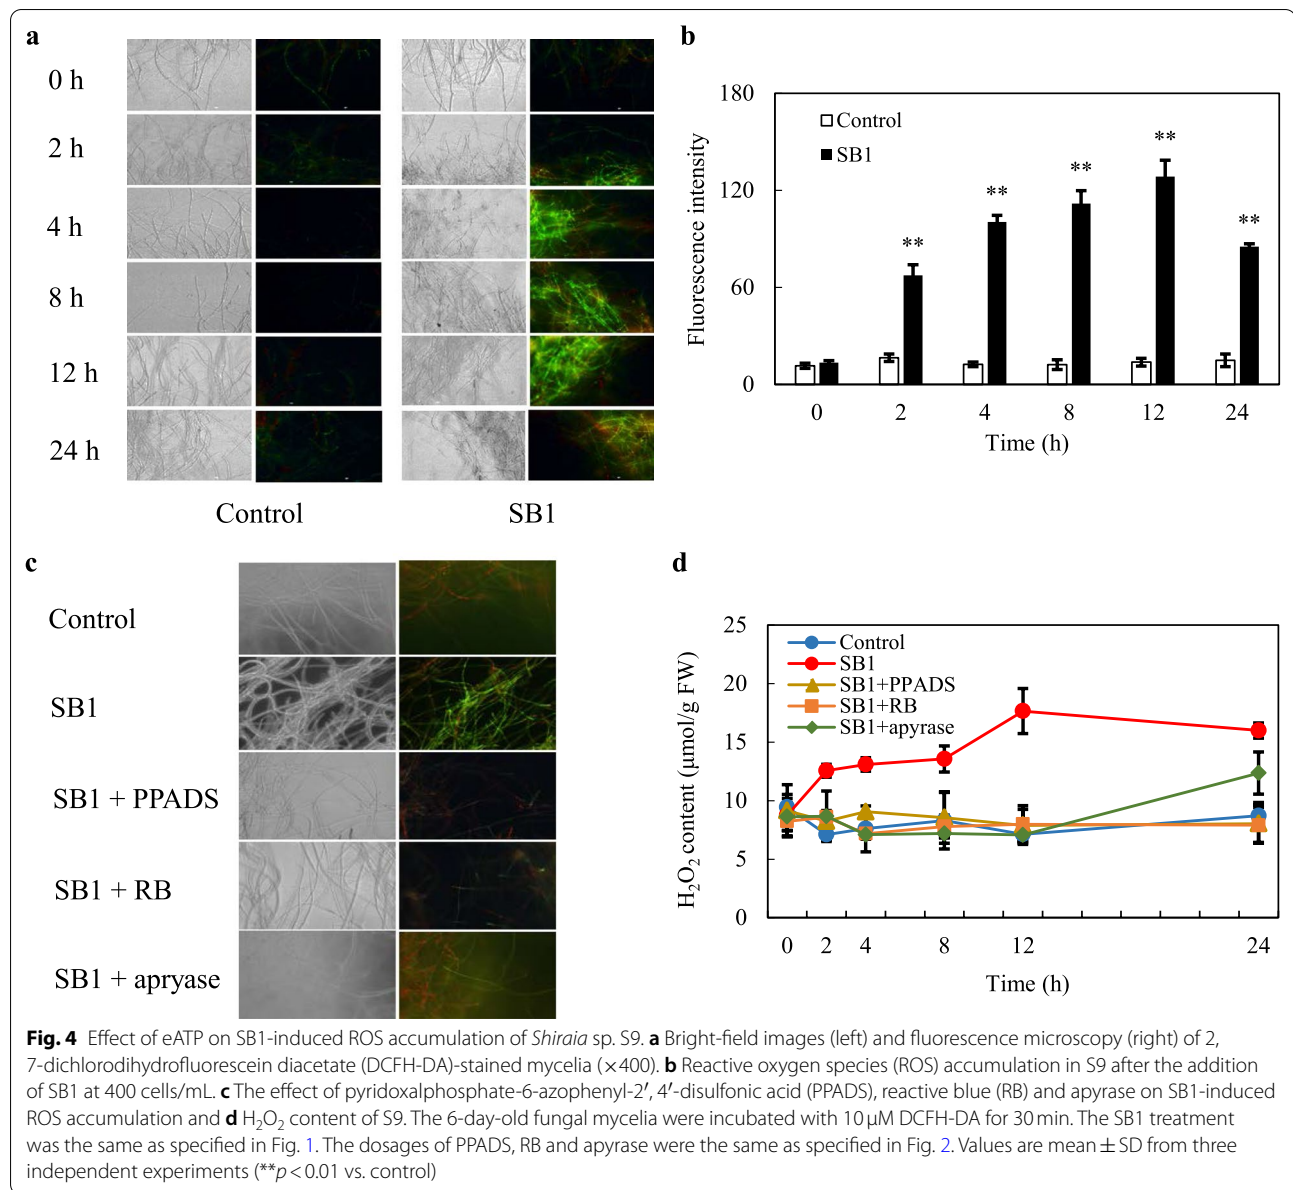 a
0 h
2 h
4 h
8 h
12 h
24 h
Control
SB1
b
180
120
60
0
Fluorescence intensity
Control
SB1
**
**
**
**
**
0
2
4
8
12
24
Time (h)
c
Control
SB1
SB1 + PPADS
SB1 + RB
SB1 + apryase
d
25
20
15
10
5
0
H₂O₂ content (μmol/g FW)
Control
SB1
SB1+PPADS
SB1+RB
SB1+apyrase
0
2
4
8
12
24
Time (h)
Fig. 4 Effect of eATP on SB1-induced ROS accumulation of Shiraia sp. S9. a Bright-field images (left) and fluorescence microscopy (right) of 2,
7-dichlorodihydrofluorescein diacetate (DCFH-DA)-stained mycelia (×400). b Reactive oxygen species (ROS) accumulation in S9 after the addition
of SB1 at 400 cells/mL. c The effect of pyridoxalphosphate-6-azophenyl-2′, 4′-disulfonic acid (PPADS), reactive blue (RB) and apyrase on SB1-induced
ROS accumulation and d H₂O₂ content of S9. The 6-day-old fungal mycelia were incubated with 10 μM DCFH-DA for 30 min. The SB1 treatment
was the same as specified in Fig. 1. The dosages of PPADS, RB and apyrase were the same as specified in Fig. 2. Values are mean ± SD from three
independent experiments (**p < 0.01 vs. control)